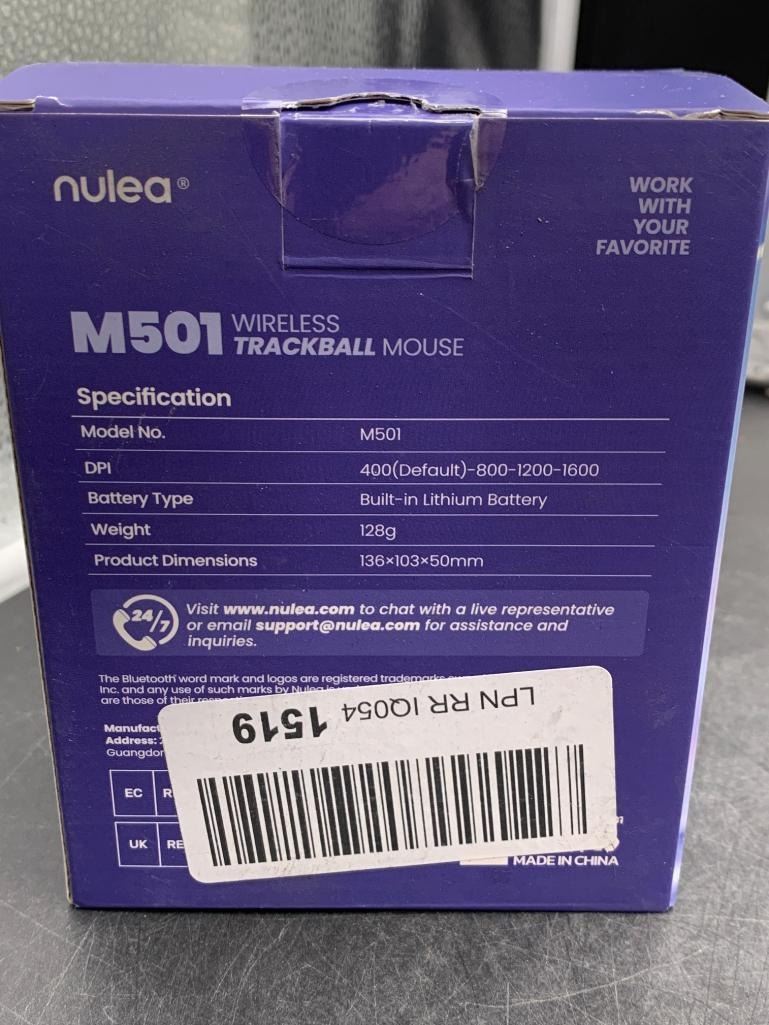 nulea®
WORK
WITH
YOUR
FAVORITE
M501 WIRELESS
TRACKBALL MOUSE
Specification
Model No. M501
DPI 400(Default)-800-1200-1600
Battery Type Built-in Lithium Battery
Weight 128g
Product Dimensions 136×103×50mm
24/7
Visit www.nulea.com to chat with a live representative
or email support@nulea.com for assistance and
inquiries.
The Bluetooth® word mark and logos are registered trademarks
Inc. and any use of such marks by Nulea is
are those of their
LPN RR IQ054 1519
Address:
EC
UK
MADE IN CHINA